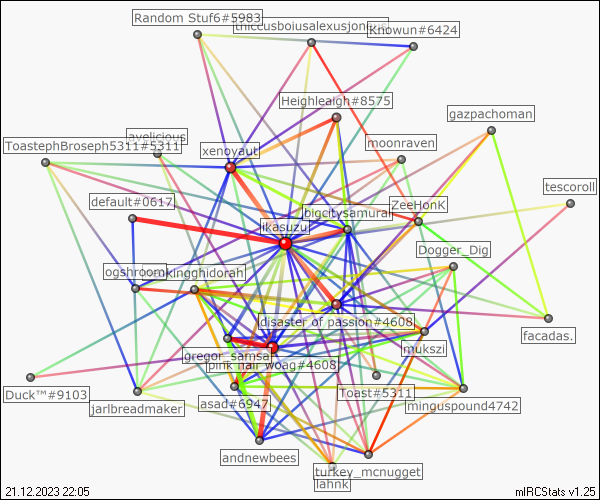 Random Stuf6#5983
thiccusboiusalexusjonerus
Knowun#6424
Heighleaigh#8575
gazpachoman
ToastephBroseph5311#5311
xenovaut
moonraven
tescoroll
default#0617
bigcitysamurai
ZeeHonK
ikasuzu
Dogger_Dig
ogshroom
kingghidorah
disaster of passion#4608
facadas.
mukszi
gregor_samsa
pink hair woag#4608
Duck™#9103
jarlbreadmaker
asad#6947
Toast#5311
minguspound4742
andnewbees
turkey_mcnugget
lahnk
21.12.2023 22:05
mIRCStats v1.25